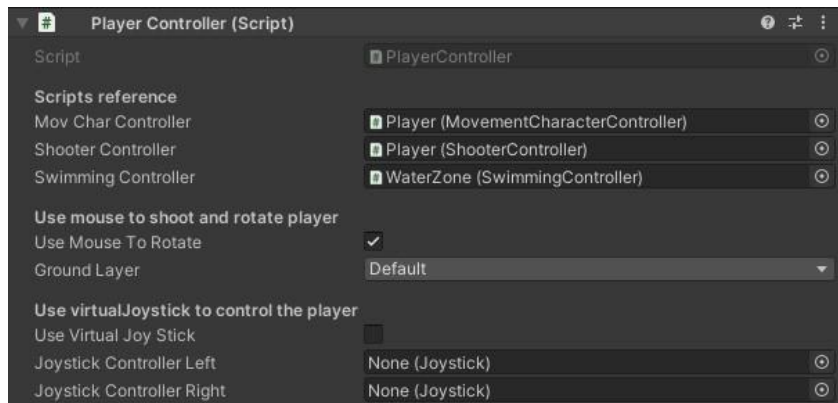 # Player Controller (Script)
Script # PlayerController
Scripts reference
Mov Char Controller # Player (MovementCharacterController)
Shooter Controller # Player (ShooterController)
Swimming Controller # WaterZone (SwimmingController)
Use mouse to shoot and rotate player
Use Mouse To Rotate
Ground Layer Default
Use virtualJoystick to control the player
Use Virtual Joy Stick
Joystick Controller Left None (Joystick)
Joystick Controller Right None (Joystick)